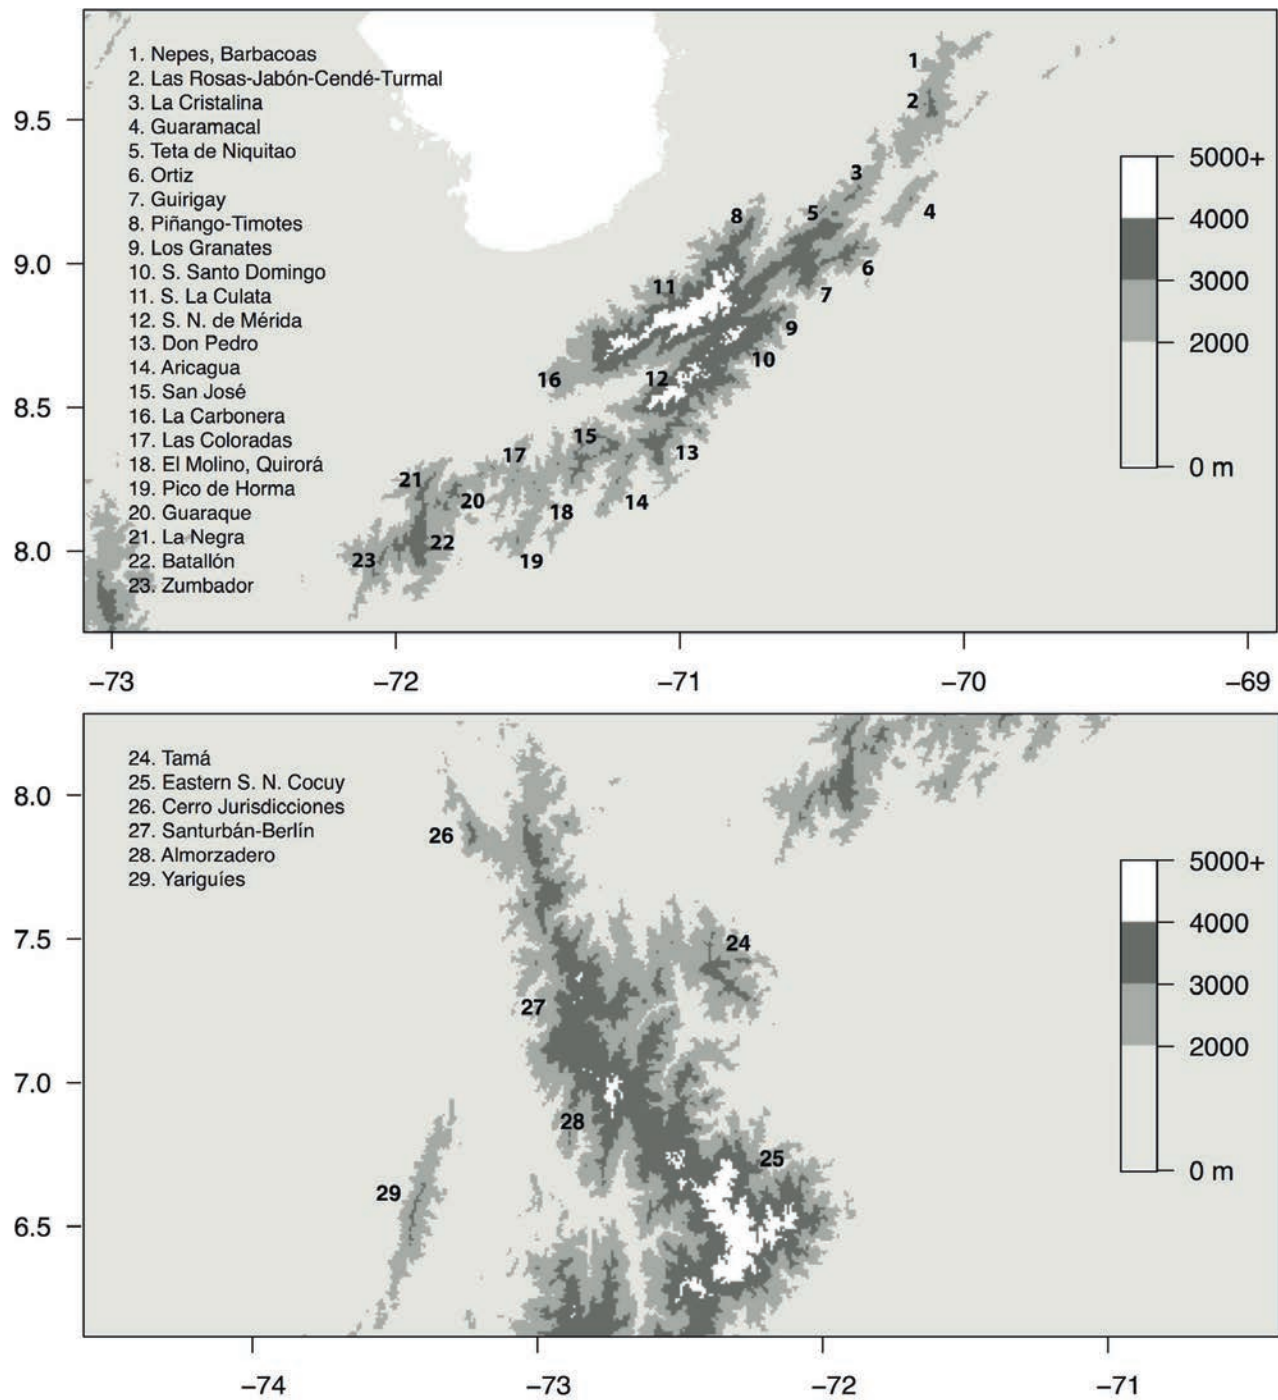 1. Nepes, Barbacoas
2. Las Rosas-Jabón-Cendé-Turmal
3. La Cristalina
4. Guaramacal
5. Teta de Niquitao
6. Ortiz
7. Guirigay
8. Piñango-Timotes
9. Los Granates
10. S. Santo Domingo
11. S. La Culata
12. S. N. de Mérida
13. Don Pedro
14. Aricagua
15. San José
16. La Carbonera
17. Las Coloradas
18. El Molino, Quirorá
19. Pico de Horma
20. Guaraque
21. La Negra
22. Batallón
23. Zumbador
9.5
9.0
8.5
8.0
1
2
3
4
5
6
7
8
9
10
11
12
13
14
15
16
17
18
19
20
21
22
23
5000+
4000
3000
2000
0 m
−73
−72
−71
−70
−69
24. Tamá
25. Eastern S. N. Cocuy
26. Cerro Jurisdicciones
27. Santurbán-Berlín
28. Almorzadero
29. Yariguíes
8.0
7.5
7.0
6.5
26
24
27
28
25
29
5000+
4000
3000
2000
0 m
−74
−73
−72
−71